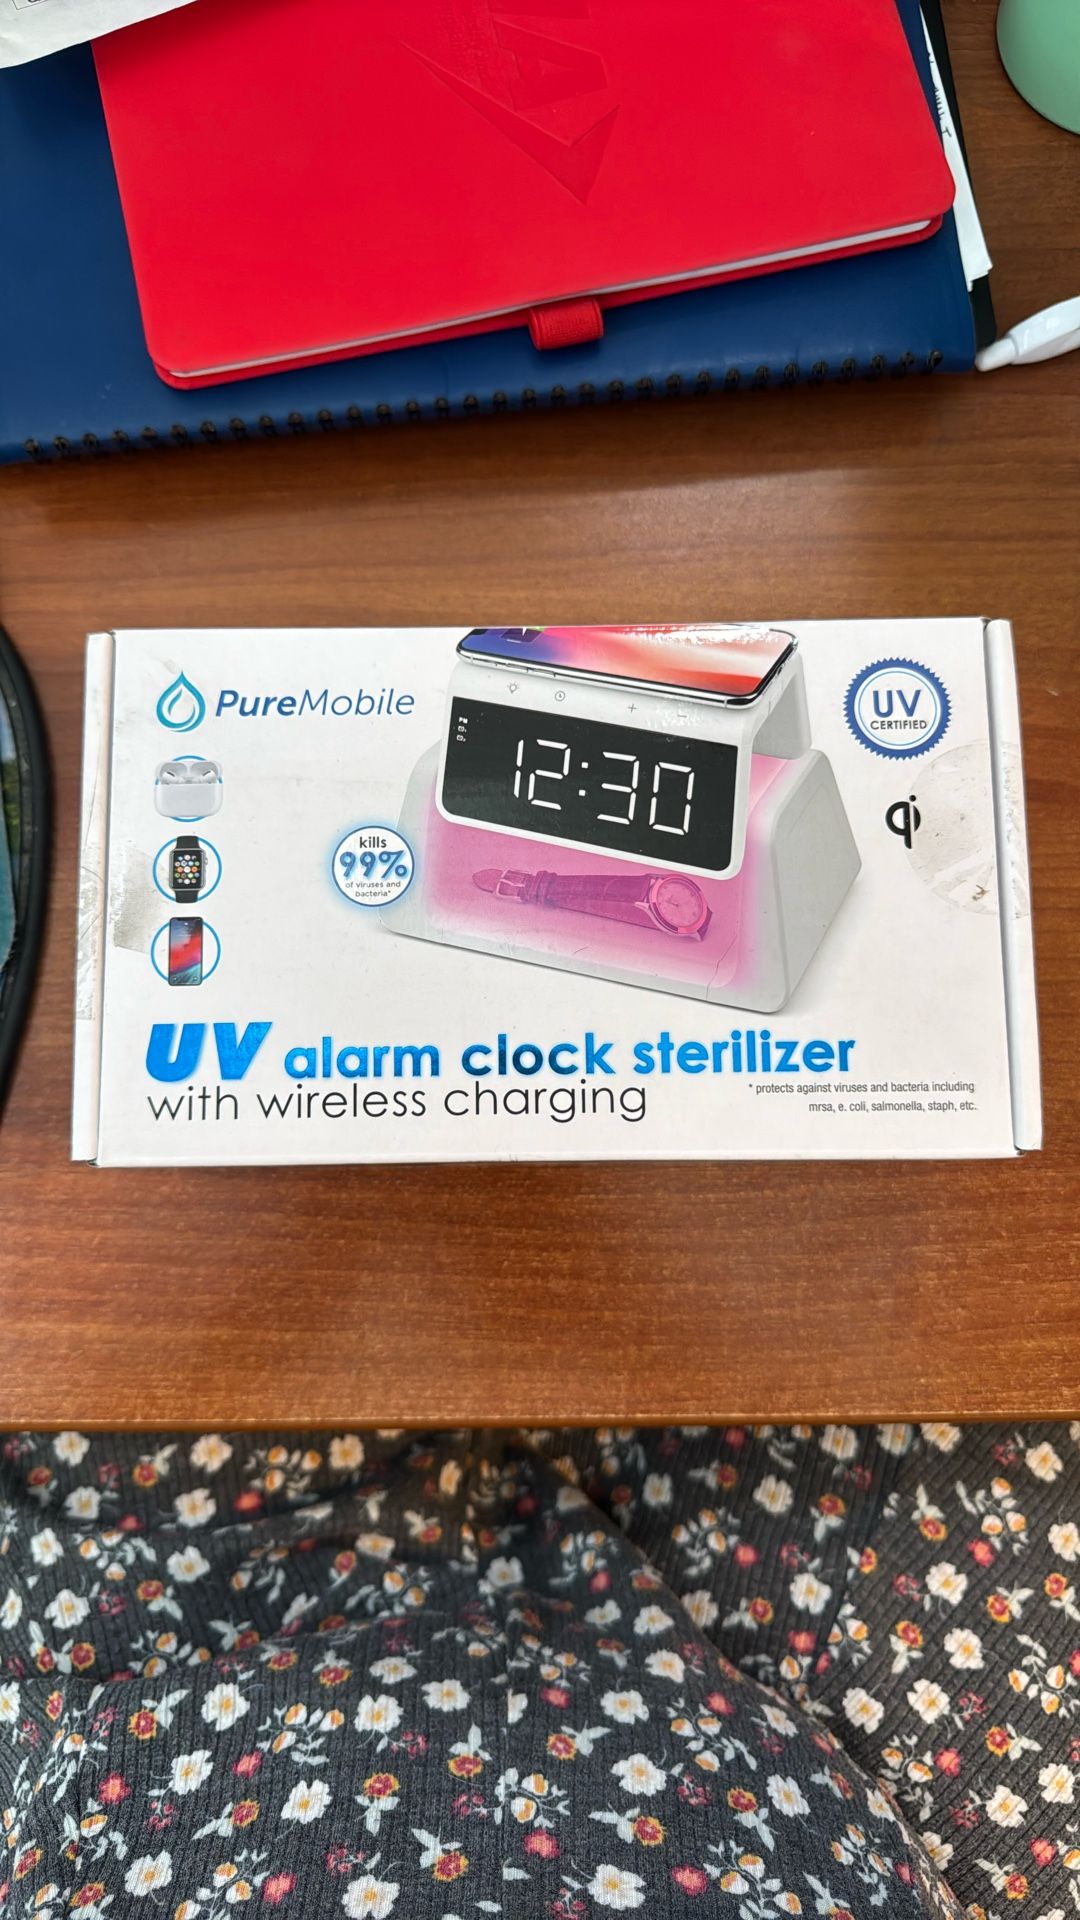 PureMobile
UV
CERTIFIED
12:30
kills
99%
of viruses and
bacteria*
UV alarm clock sterilizer
with wireless charging
* protects against viruses and bacteria including
mrsa, e. coli, salmonella, staph, etc.